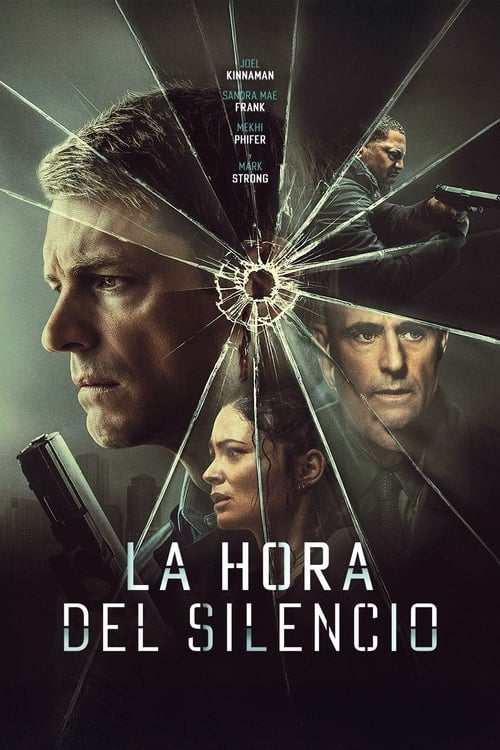 JOEL
KINNAMAN
SANDRA MAE
FRANK
MEKHI
PHIFER
MARK
STRONG
LA HORA
DEL SILENCIO